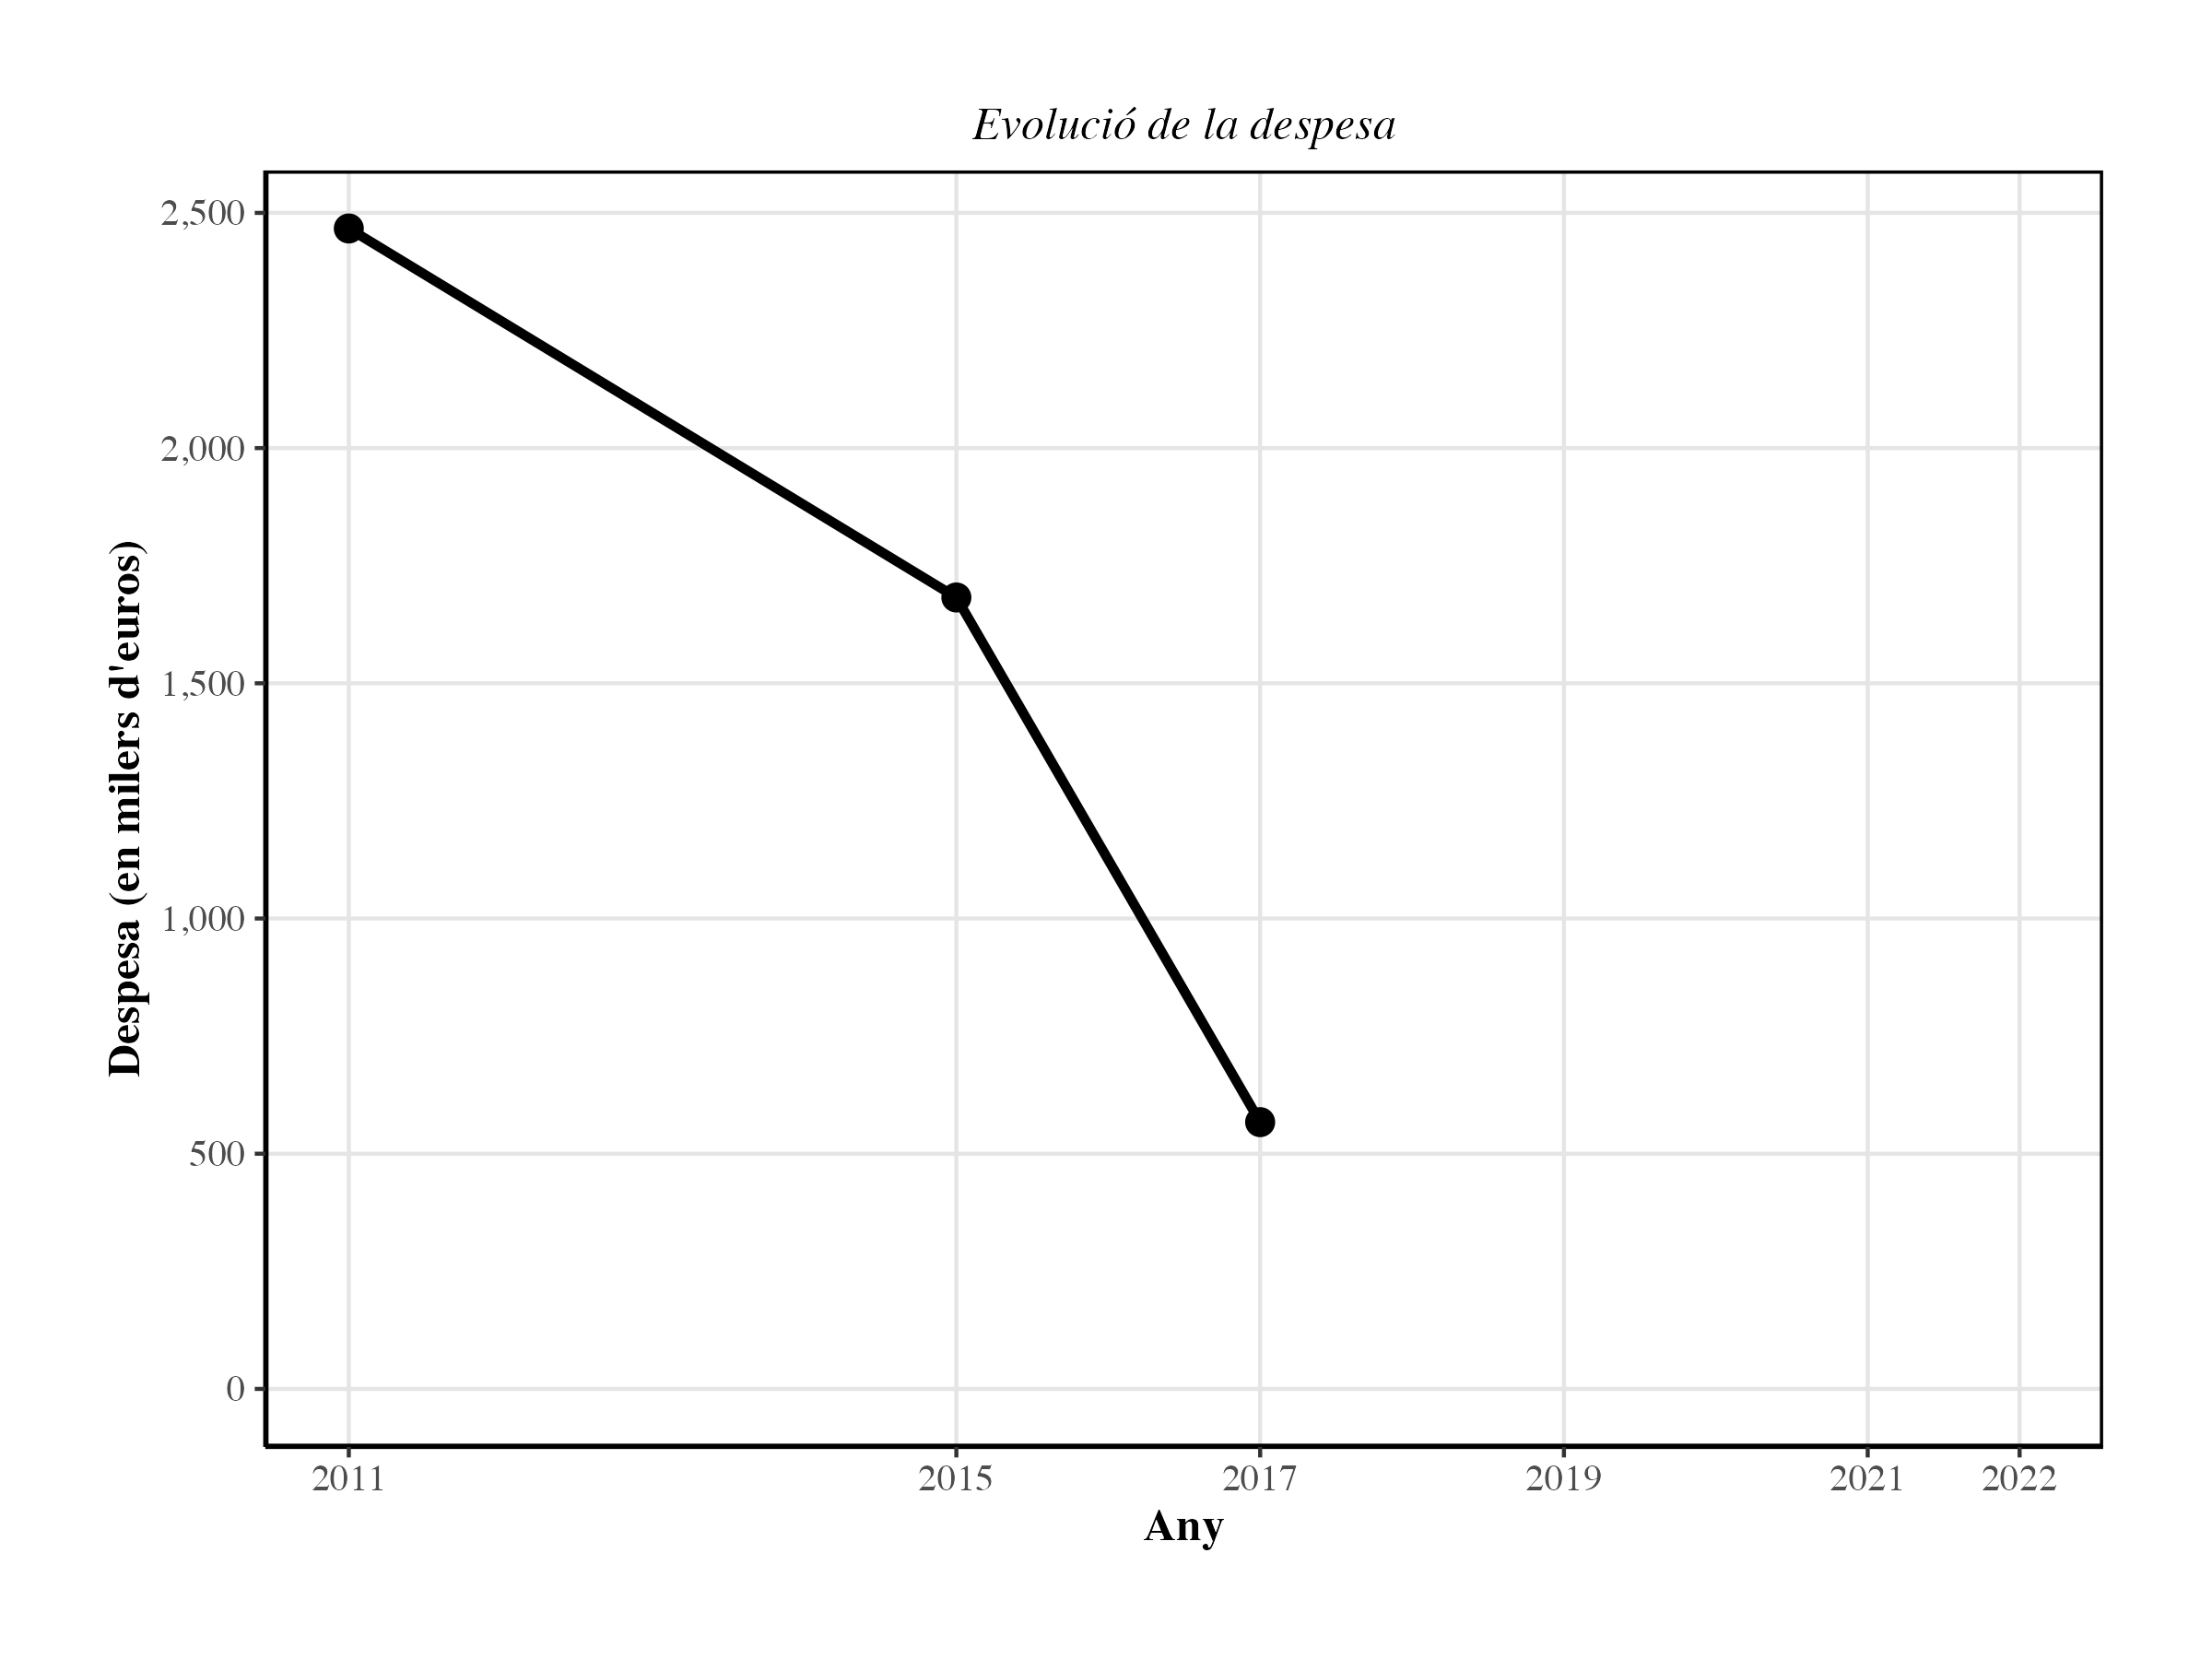 Evolució de la despesa
2,500
2,000
1,500
1,000
500
0
Despesa (en milers d'euros)
2011 2015 2017 2019 2021 2022
Any